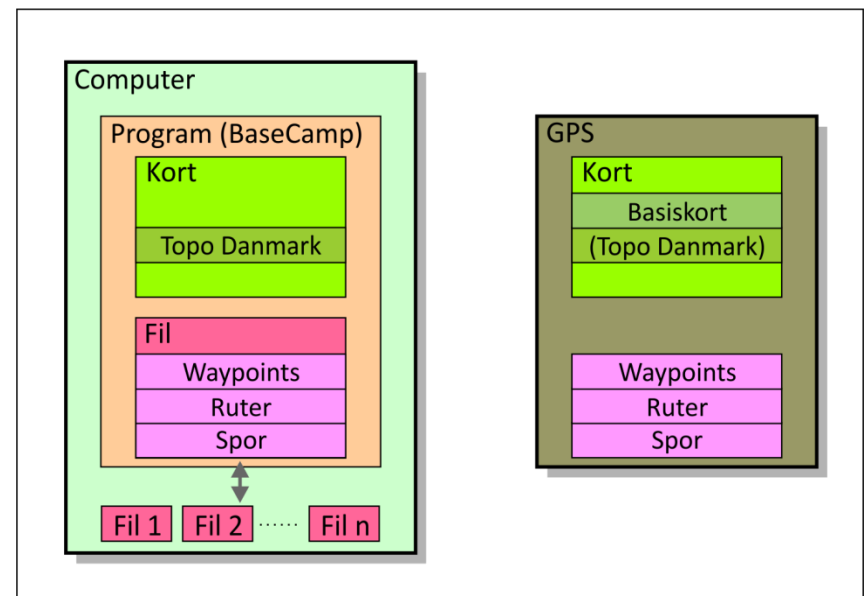 Computer
Program (BaseCamp)
Kort
Topo Danmark
Fil
Waypoints
Ruter
Spor
Fil 1 Fil 2 ...... Fil n
GPS
Kort
Basiskort
(Topo Danmark)
Waypoints
Ruter
Spor